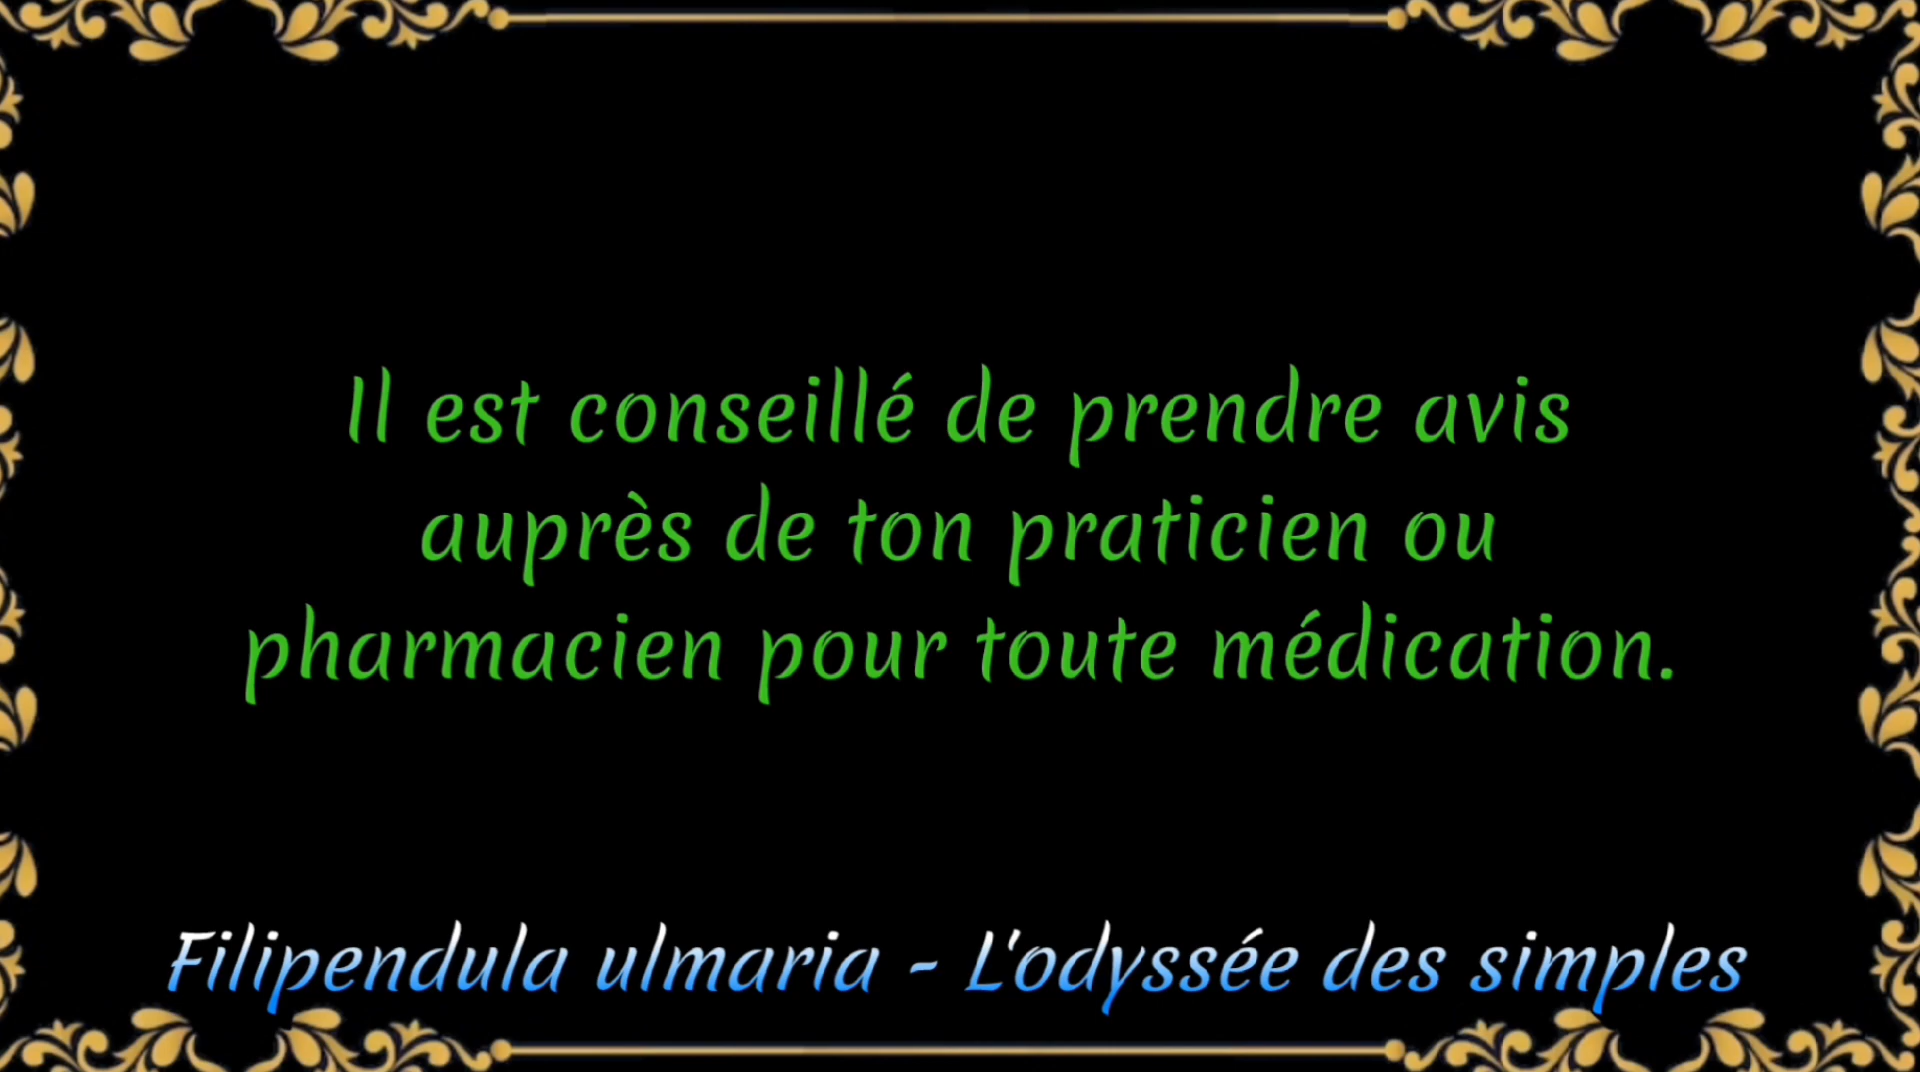 Il est conseillé de prendre avis
auprès de ton praticien ou
pharmacien pour toute médication.
Filipendula ulmaria - L'odyssée des simples